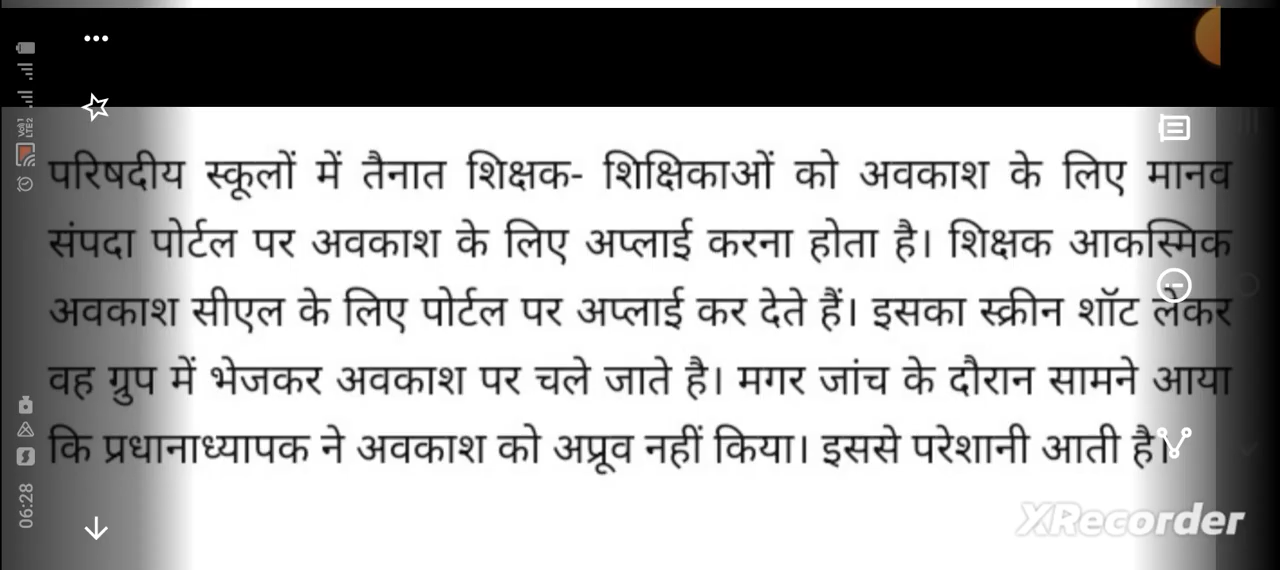 परिषदीय स्कूलों में तैनात शिक्षक- शिक्षिकाओं को अवकाश के लिए मानव
संपदा पोर्टल पर अवकाश के लिए अप्लाई करना होता है। शिक्षक आकस्मिक
अवकाश सीएल के लिए पोर्टल पर अप्लाई कर देते हैं। इसका स्क्रीन शॉट लेकर
वह ग्रुप में भेजकर अवकाश पर चले जाते है। मगर जांच के दौरान सामने आया
कि प्रधानाध्यापक ने अवकाश को अप्रूव नहीं किया। इससे परेशानी आती है।
XRecorder
06:28